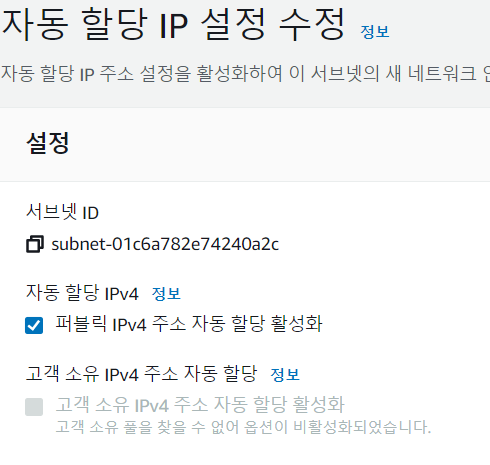 자동 할당 IP 설정 수정 정보
자동 할당 IP 주소 설정을 활성화하여 이 서브넷의 새 네트워크
설정
서브넷 ID
subnet-01c6a782e74240a2c
자동 할당 IPv4 정보
퍼블릭 IPv4 주소 자동 할당 활성화
고객 소유 IPv4 주소 자동 할당 정보
고객 소유 IPv4 주소 자동 할당 활성화
고객 소유 풀을 찾을 수 없어 옵션이 비활성화되었습니다.